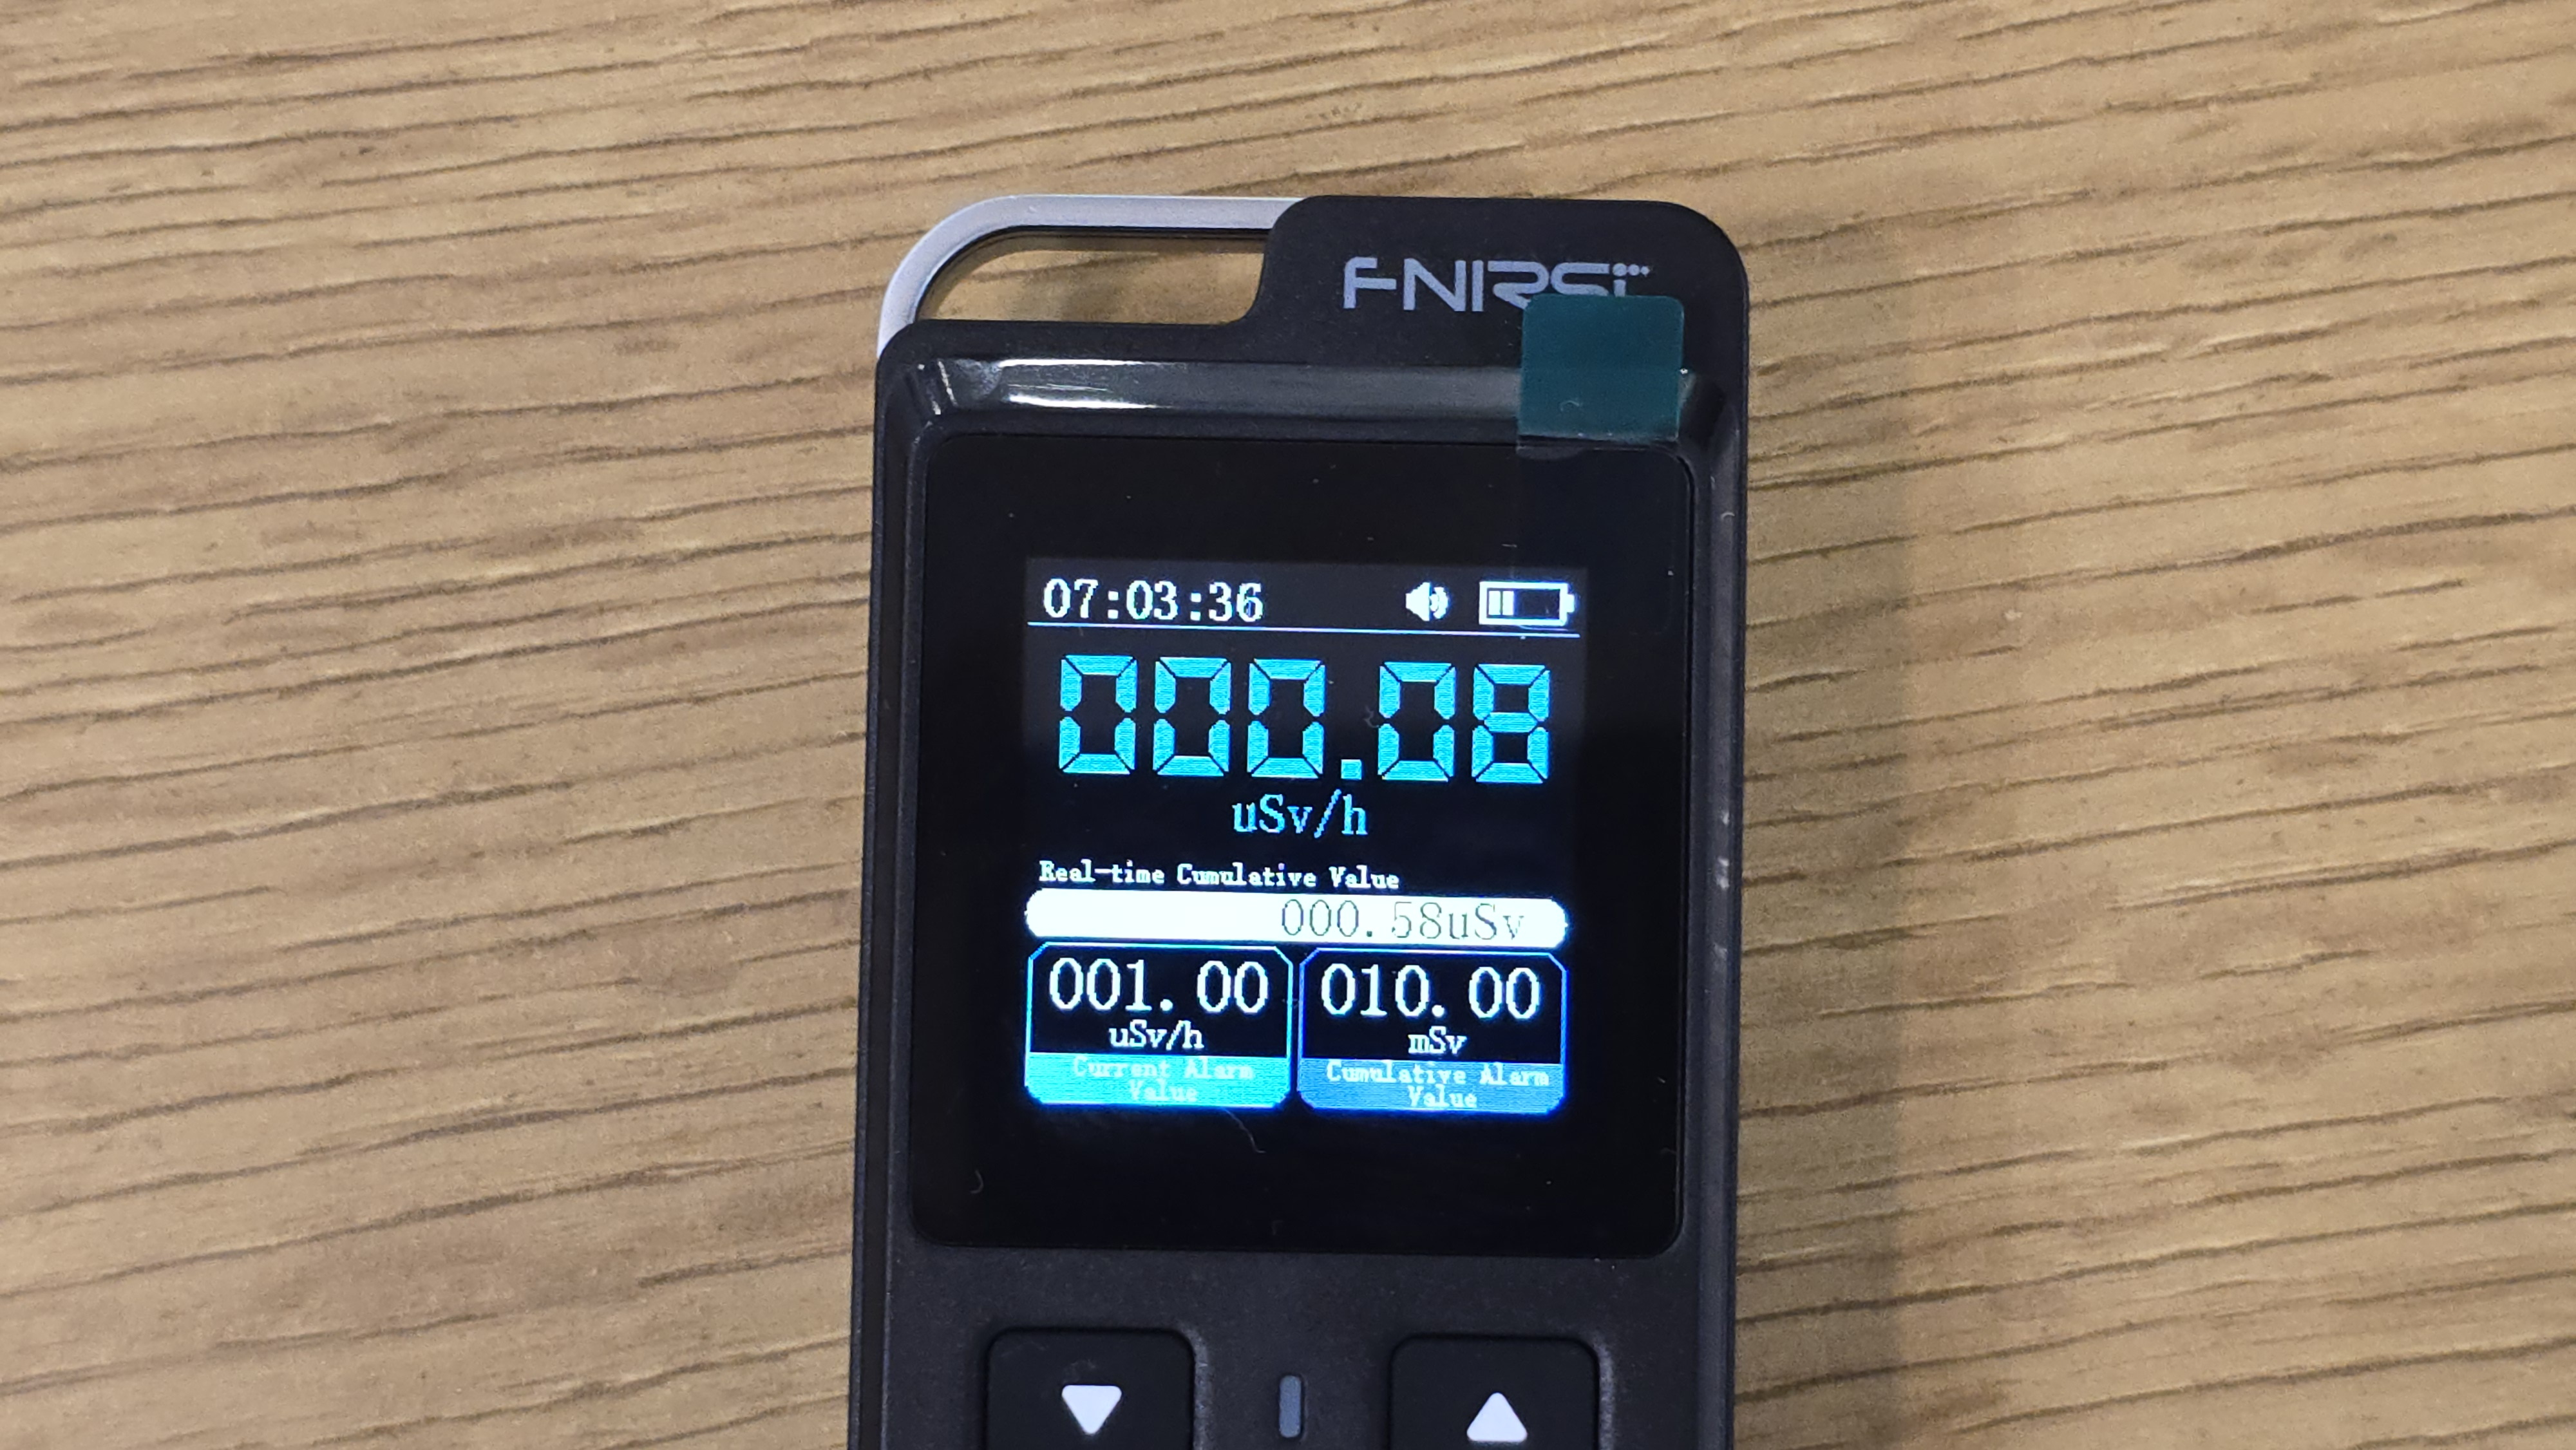 FNIRSI
07:03:36
000.08
uSv/h
Real-time Cumulative Value
000.58uSv
001.00 010.00
uSv/h mSv
Current Alarm Cumulative Alarm
Value Value